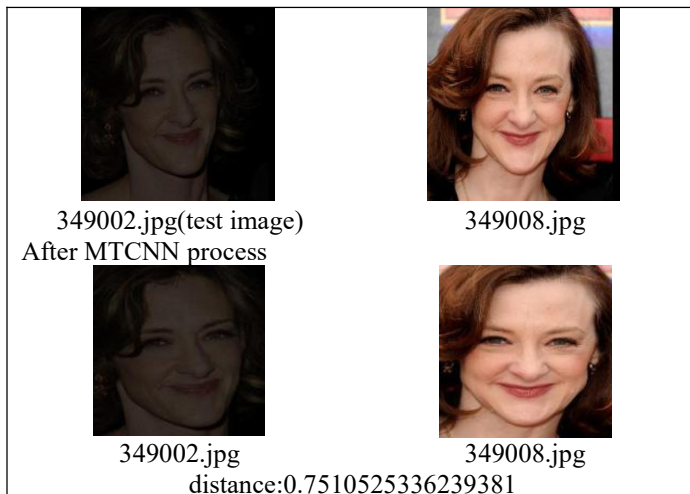 349002.jpg(test image) 349008.jpg
After MTCNN process
349002.jpg 349008.jpg
distance:0.7510525336239381